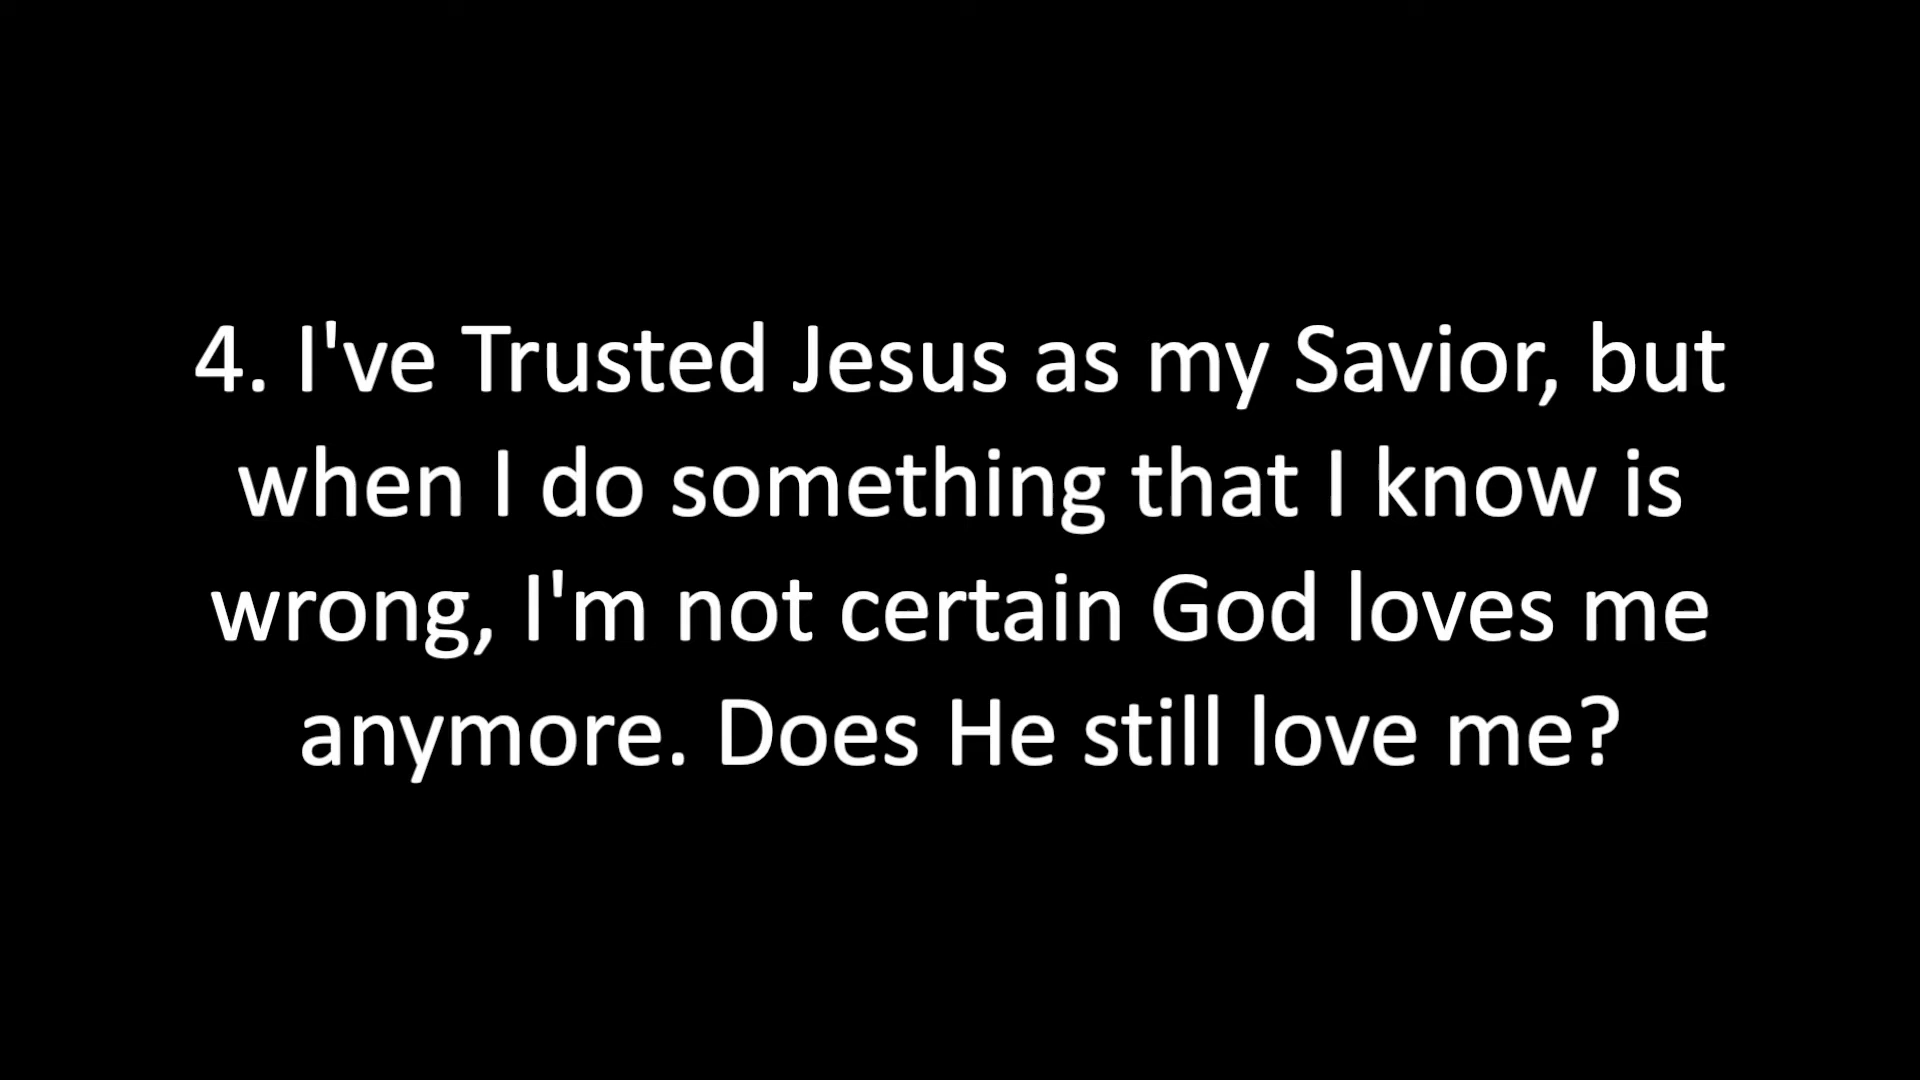 4. I've Trusted Jesus as my Savior, but
when I do something that I know is
wrong, I'm not certain God loves me
anymore. Does He still love me?